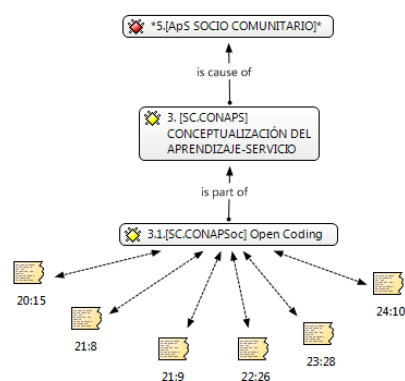 *5.[ApS SOCIO COMUNITARIO]*
is cause of
3. [SC.CONAPS]
CONCEPTUALIZACIÓN DEL
APRENDIZAJE-SERVICIO
is part of
3.1.[SC.CONAPSoc] Open Coding
20:15
21:8
21:9
22:26
23:28
24:10